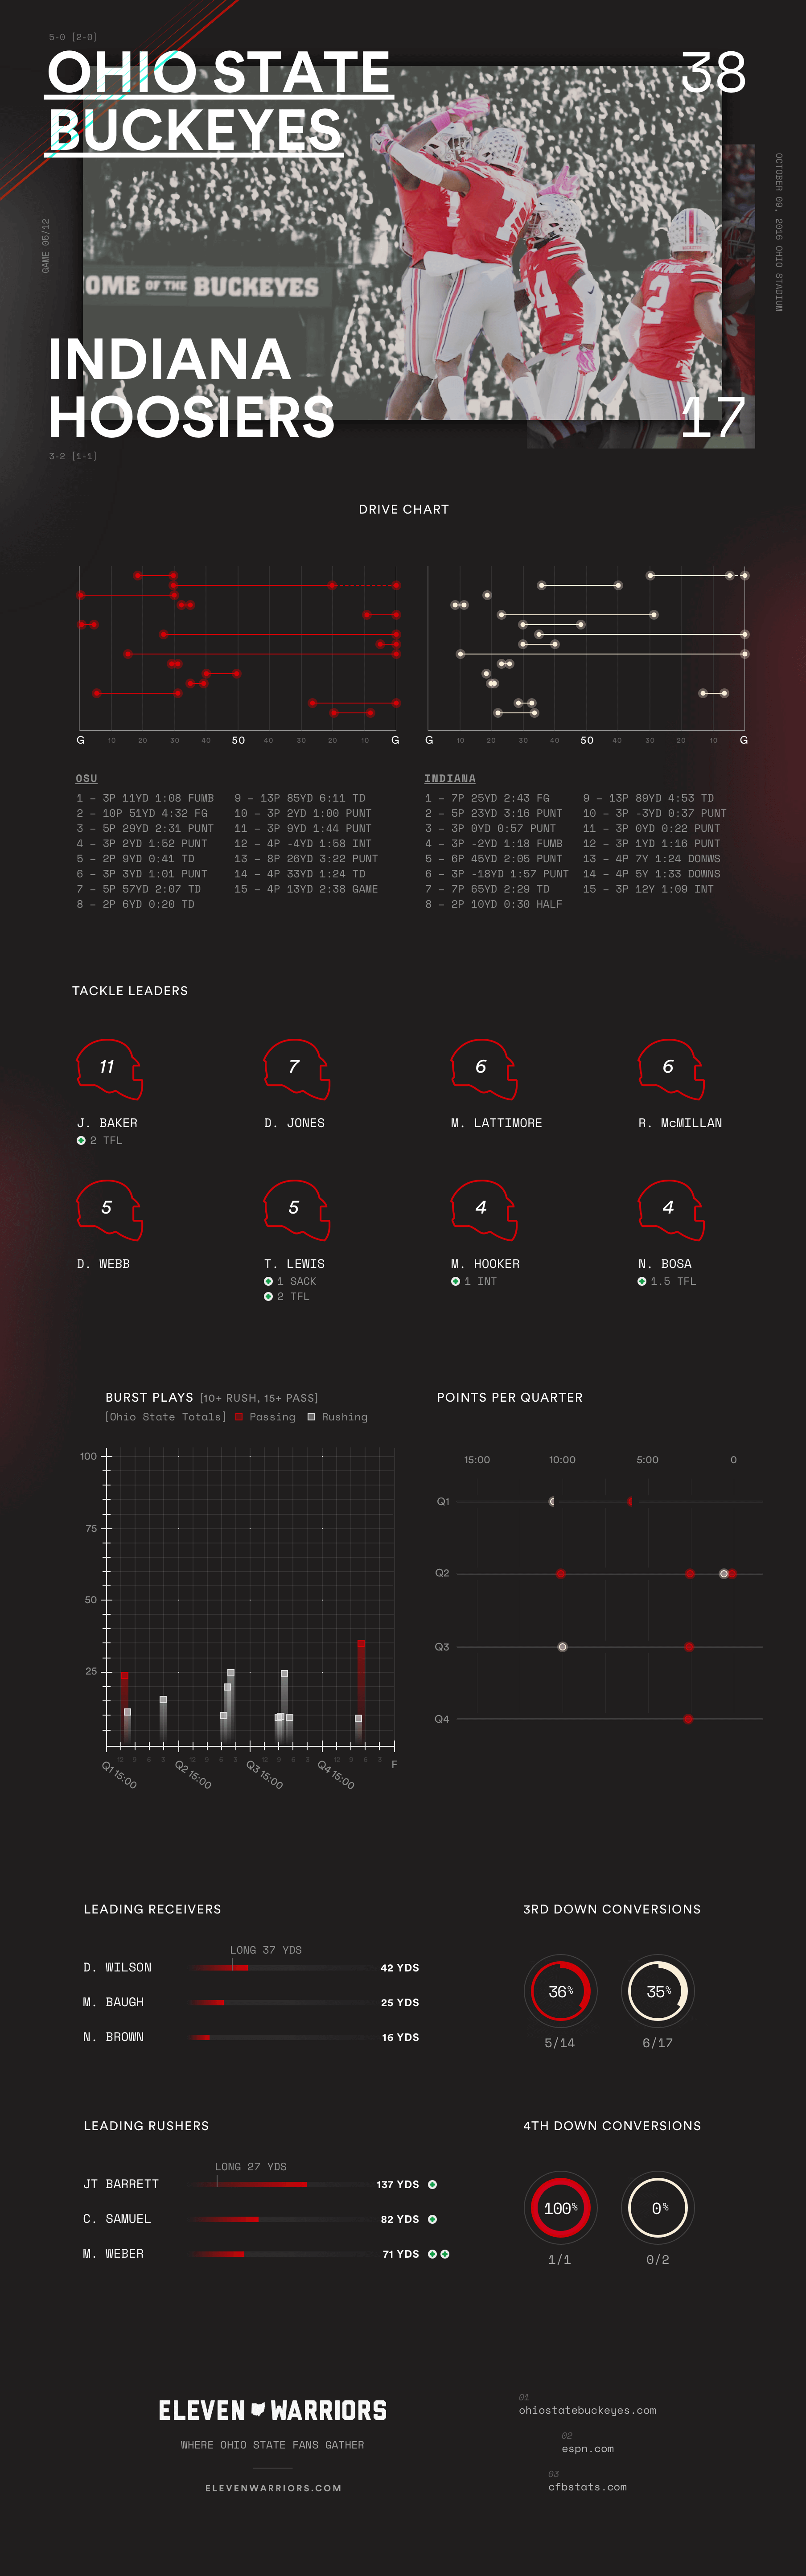 5-0 [2-0]
OHIO STATE
BUCKEYES
38
OCTOBER 09, 2016 OHIO STADIUM
GAME 05/12
OME OF THE BUCKEYES
INDIANA
HOOSIERS
17
3-2 [1-1]
DRIVE CHART
G 10 20 30 40 50 40 30 20 10 G
G 10 20 30 40 50 40 30 20 10 G
OSU
1 – 3P 11YD 1:08 FUMB
2 – 10P 51YD 4:32 FG
3 – 5P 29YD 2:31 PUNT
4 – 3P 2YD 1:52 PUNT
5 – 2P 9YD 0:41 TD
6 – 3P 3YD 1:01 PUNT
7 – 5P 57YD 2:07 TD
8 – 2P 6YD 0:20 TD
9 – 13P 85YD 6:11 TD
10 – 3P 2YD 1:00 PUNT
11 – 3P 9YD 1:44 PUNT
12 – 4P -4YD 1:58 INT
13 – 8P 26YD 3:22 PUNT
14 – 4P 33YD 1:24 TD
15 – 4P 13YD 2:38 GAME
INDIANA
1 – 7P 25YD 2:43 FG
2 – 5P 23YD 3:16 PUNT
3 – 3P 0YD 0:57 PUNT
4 – 3P -2YD 1:18 FUMB
5 – 6P 45YD 2:05 PUNT
6 – 3P -18YD 1:57 PUNT
7 – 7P 65YD 2:29 TD
8 – 2P 10YD 0:30 HALF
9 – 13P 89YD 4:53 TD
10 – 3P -3YD 0:37 PUNT
11 – 3P 0YD 0:22 PUNT
12 – 3P 1YD 1:16 PUNT
13 – 4P 7Y 1:24 DONWS
14 – 4P 5Y 1:33 DOWNS
15 – 3P 12Y 1:09 INT
TACKLE LEADERS
11
J. BAKER
2 TFL
7
D. JONES
6
M. LATTIMORE
6
R. McMILLAN
5
D. WEBB
5
T. LEWIS
1 SACK
2 TFL
4
M. HOOKER
1 INT
4
N. BOSA
1.5 TFL
BURST PLAYS [10+ RUSH, 15+ PASS]
[Ohio State Totals] Passing Rushing
100
75
50
25
12 9 6 3 12 9 6 3 12 9 6 3 12 9 6 3
Q1 15:00 Q2 15:00 Q3 15:00 Q4 15:00 F
POINTS PER QUARTER
15:00 10:00 5:00 0
Q1
Q2
Q3
Q4
LEADING RECEIVERS
LONG 37 YDS
D. WILSON 42 YDS
M. BAUGH 25 YDS
N. BROWN 16 YDS
3RD DOWN CONVERSIONS
36% 35%
5/14 6/17
LEADING RUSHERS
LONG 27 YDS
JT BARRETT 137 YDS
C. SAMUEL 82 YDS
M. WEBER 71 YDS
4TH DOWN CONVERSIONS
100% 0%
1/1 0/2
ELEVEN WARRIORS
WHERE OHIO STATE FANS GATHER
ELEVENWARRIORS.COM
01
ohiostatebuckeyes.com
02
espn.com
03
cfbstats.com